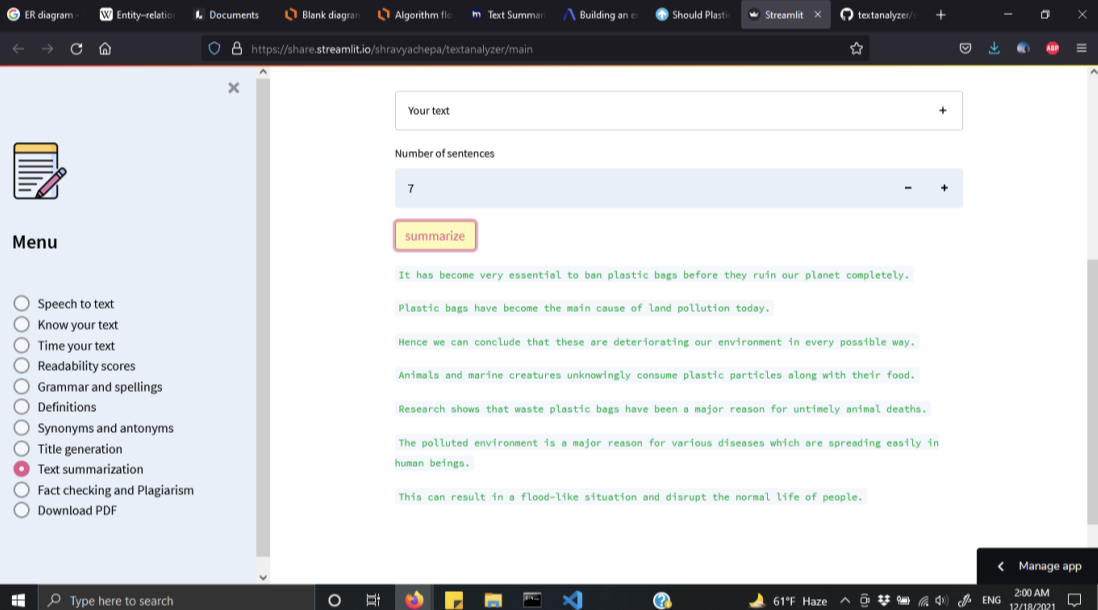 ER diagram
Entity–relation
Documents
Blank diagram
Algorithm flo
Text Summar
Building an e
Should Plasti
Streamlit
textanalyzer/
https://share.streamlit.io/shravyachepa/textanalyzer/main
ABP
Menu
Speech to text
Know your text
Time your text
Readability scores
Grammar and spellings
Definitions
Synonyms and antonyms
Title generation
Text summarization
Fact checking and Plagiarism
Download PDF
Your text
Number of sentences
7
summarize
It has become very essential to ban plastic bags before they ruin our planet completely.
Plastic bags have become the main cause of land pollution today.
Hence we can conclude that these are deteriorating our environment in every possible way.
Animals and marine creatures unknowingly consume plastic particles along with their food.
Research shows that waste plastic bags have been a major reason for untimely animal deaths.
The polluted environment is a major reason for various diseases which are spreading easily in
human beings.
This can result in a flood-like situation and disrupt the normal life of people.
Manage app
Type here to search
61°F Haze
ENG
2:00 AM
12/18/2021